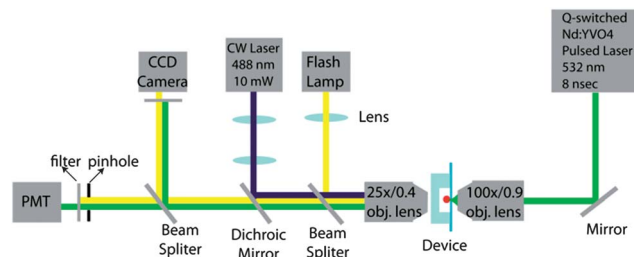 Q-switched
Nd:YVO4
Pulsed Laser
532 nm
8 nsec
CCD
Camera
CW Laser
488 nm
10 mW
Flash
Lamp
Lens
filter pinhole
PMT
25x/0.4
obj. lens
100x/0.9
obj. lens
Beam
Spliter
Dichroic
Mirror
Beam
Spliter
Device
Mirror